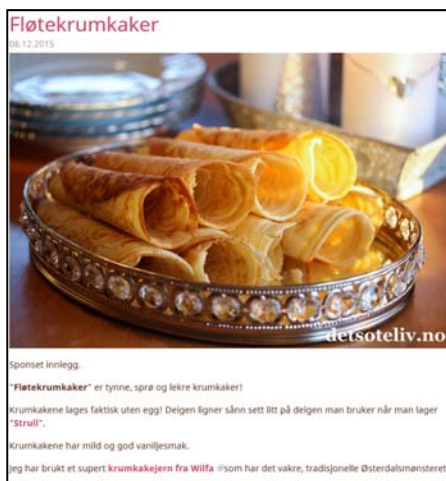 Fløtekrumkaker
08.12.2015
detsoteliv.no
Sponset innlegg.
"Fløtekrumkaker" er tynne, sprø og lekre krumkaker!
Krumkakene lages faktisk uten egg! Deigen ligner sånn sett litt på deigen man bruker når man lager
"Strull".
Krumkakene har mild og god vaniljesmak.
Jeg har brukt et supert krumkakejern fra Wilfa som har det vakre, tradisjonelle Østerdalsmønsteret